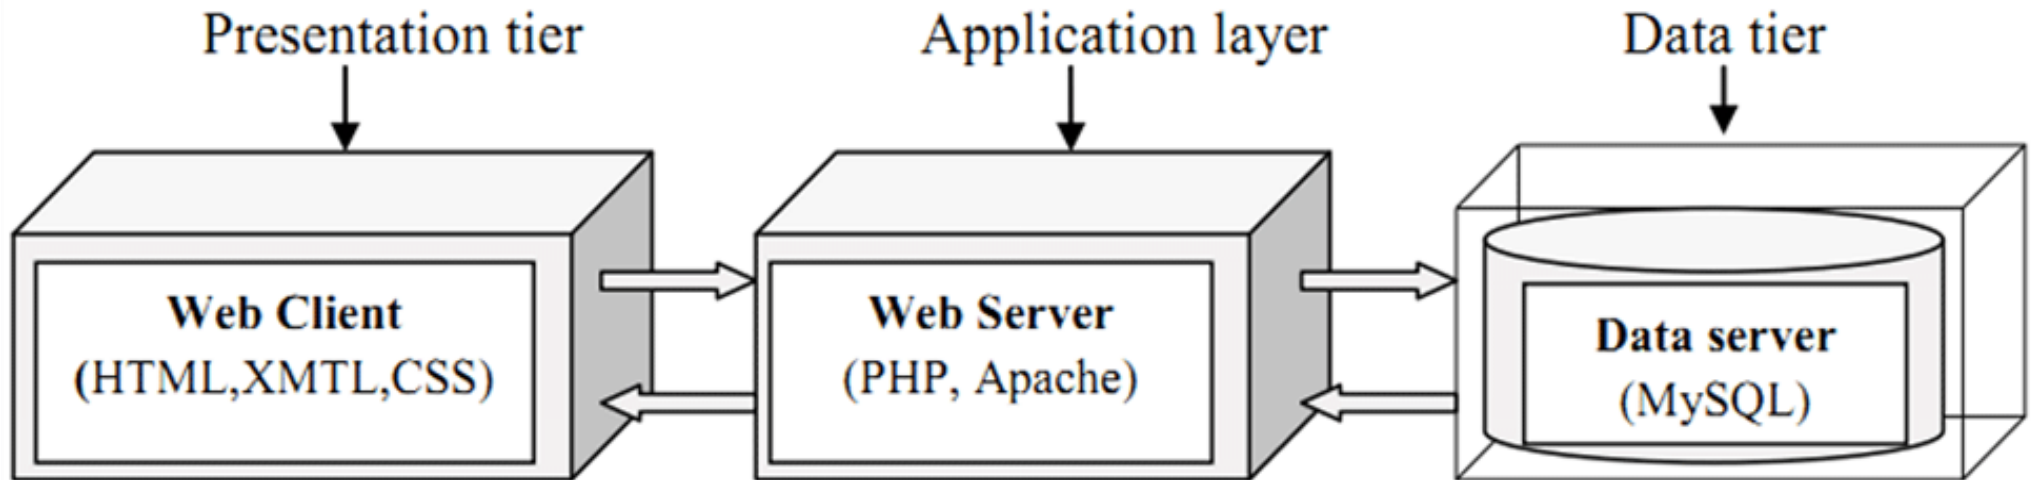 Presentation tier
Application layer
Data tier
Web Client
(HTML,XMTL,CSS)
Web Server
(PHP, Apache)
Data server
(MySQL)